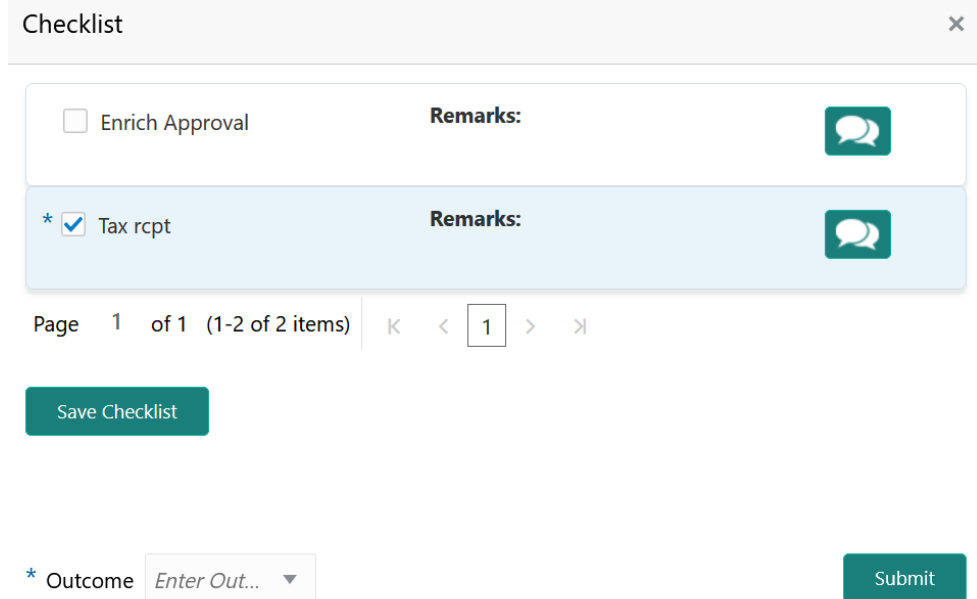 Checklist ×
Enrich Approval Remarks:
* Tax rcpt Remarks:
Page 1 of 1 (1-2 of 2 items) 1
Save Checklist
* Outcome Enter Out... Submit